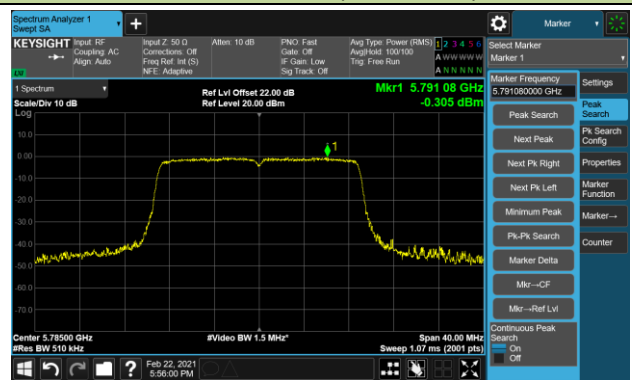 Spectrum Analyzer 1
Swept SA
Marker
KEYSIGHT
Input: RF
Coupling: AC
Align: Auto
Input Z: 50 Ω
Corrections: Off
Freq Ref: Int (S)
NFE: Adaptive
Atten: 10 dB
PNO: Fast
Gate: Off
IF Gain: Low
Sig Track: Off
Avg Type: Power (RMS)
Avg|Hold: 100/100
Trig: Free Run
1 2 3 4 5 6
A W W W W W
A N N N N N
LXI
Select Marker
Marker 1
1 Spectrum
Scale/Div 10 dB
Log
Ref Lvl Offset 22.00 dB
Ref Level 20.00 dBm
Mkr1 5.791 08 GHz
-0.305 dBm
10.0
0.00
-10.0
-20.0
-30.0
-40.0
-50.0
-60.0
-70.0
1
Center 5.78500 GHz
#Res BW 510 kHz
#Video BW 1.5 MHz*
Span 40.00 MHz
Sweep 1.07 ms (2001 pts)
Marker Frequency
5.791080000 GHz
Peak Search
Next Peak
Next Pk Right
Next Pk Left
Minimum Peak
Pk-Pk Search
Marker Delta
Mkr→CF
Mkr→Ref Lvl
Continuous Peak
Search
On
Off
Settings
Peak
Search
Pk Search
Config
Properties
Marker
Function
Marker→
Counter
?
Feb 22, 2021
5:56:00 PM